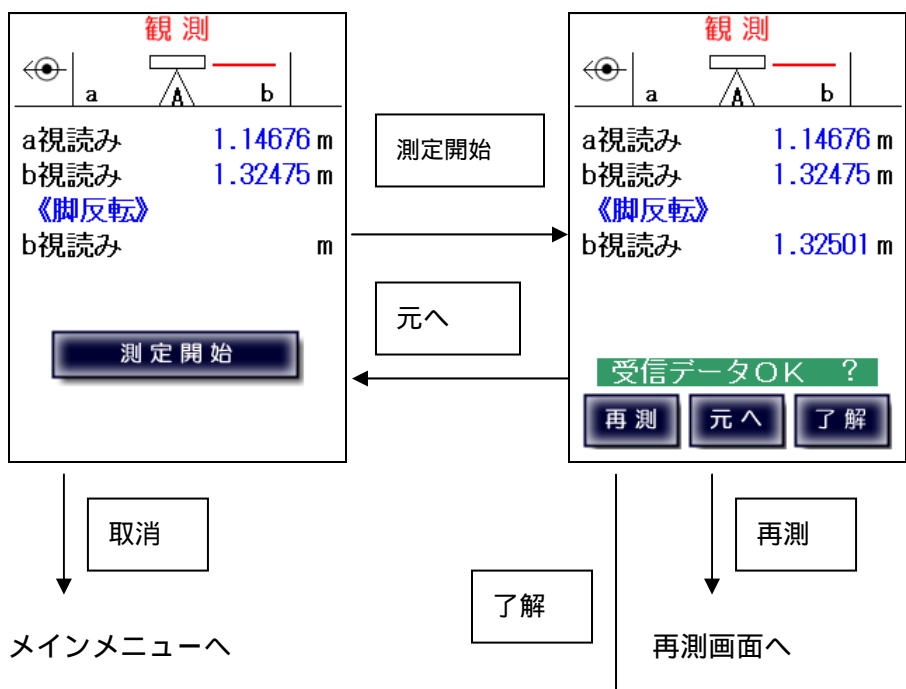 観測
a A b
a視読み 1.14676 m
b視読み 1.32475 m
《脚反転》
b視読み m
測定開始
測定開始
元へ
観測
a A b
a視読み 1.14676 m
b視読み 1.32475 m
《脚反転》
b視読み 1.32501 m
受信データOK ?
再測 元へ 了解
取消
メインメニューへ
了解
再測
再測画面へ